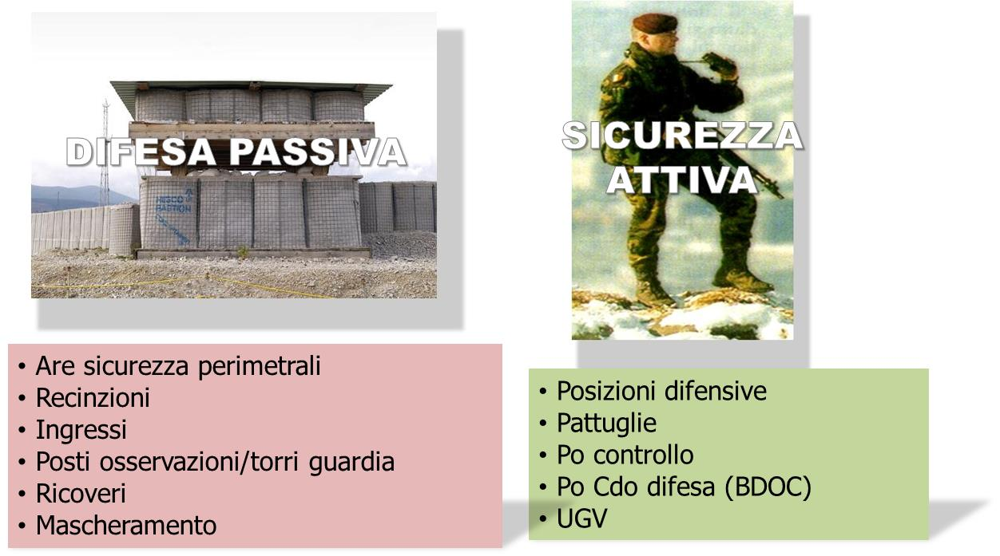 DIFESA PASSIVA
HESCO
BASTION
• Are sicurezza perimetrali
• Recinzioni
• Ingressi
• Posti osservazioni/torri guardia
• Ricoveri
• Mascheramento
SICUREZZA
ATTIVA
• Posizioni difensive
• Pattuglie
• Po controllo
• Po Cdo difesa (BDOC)
• UGV